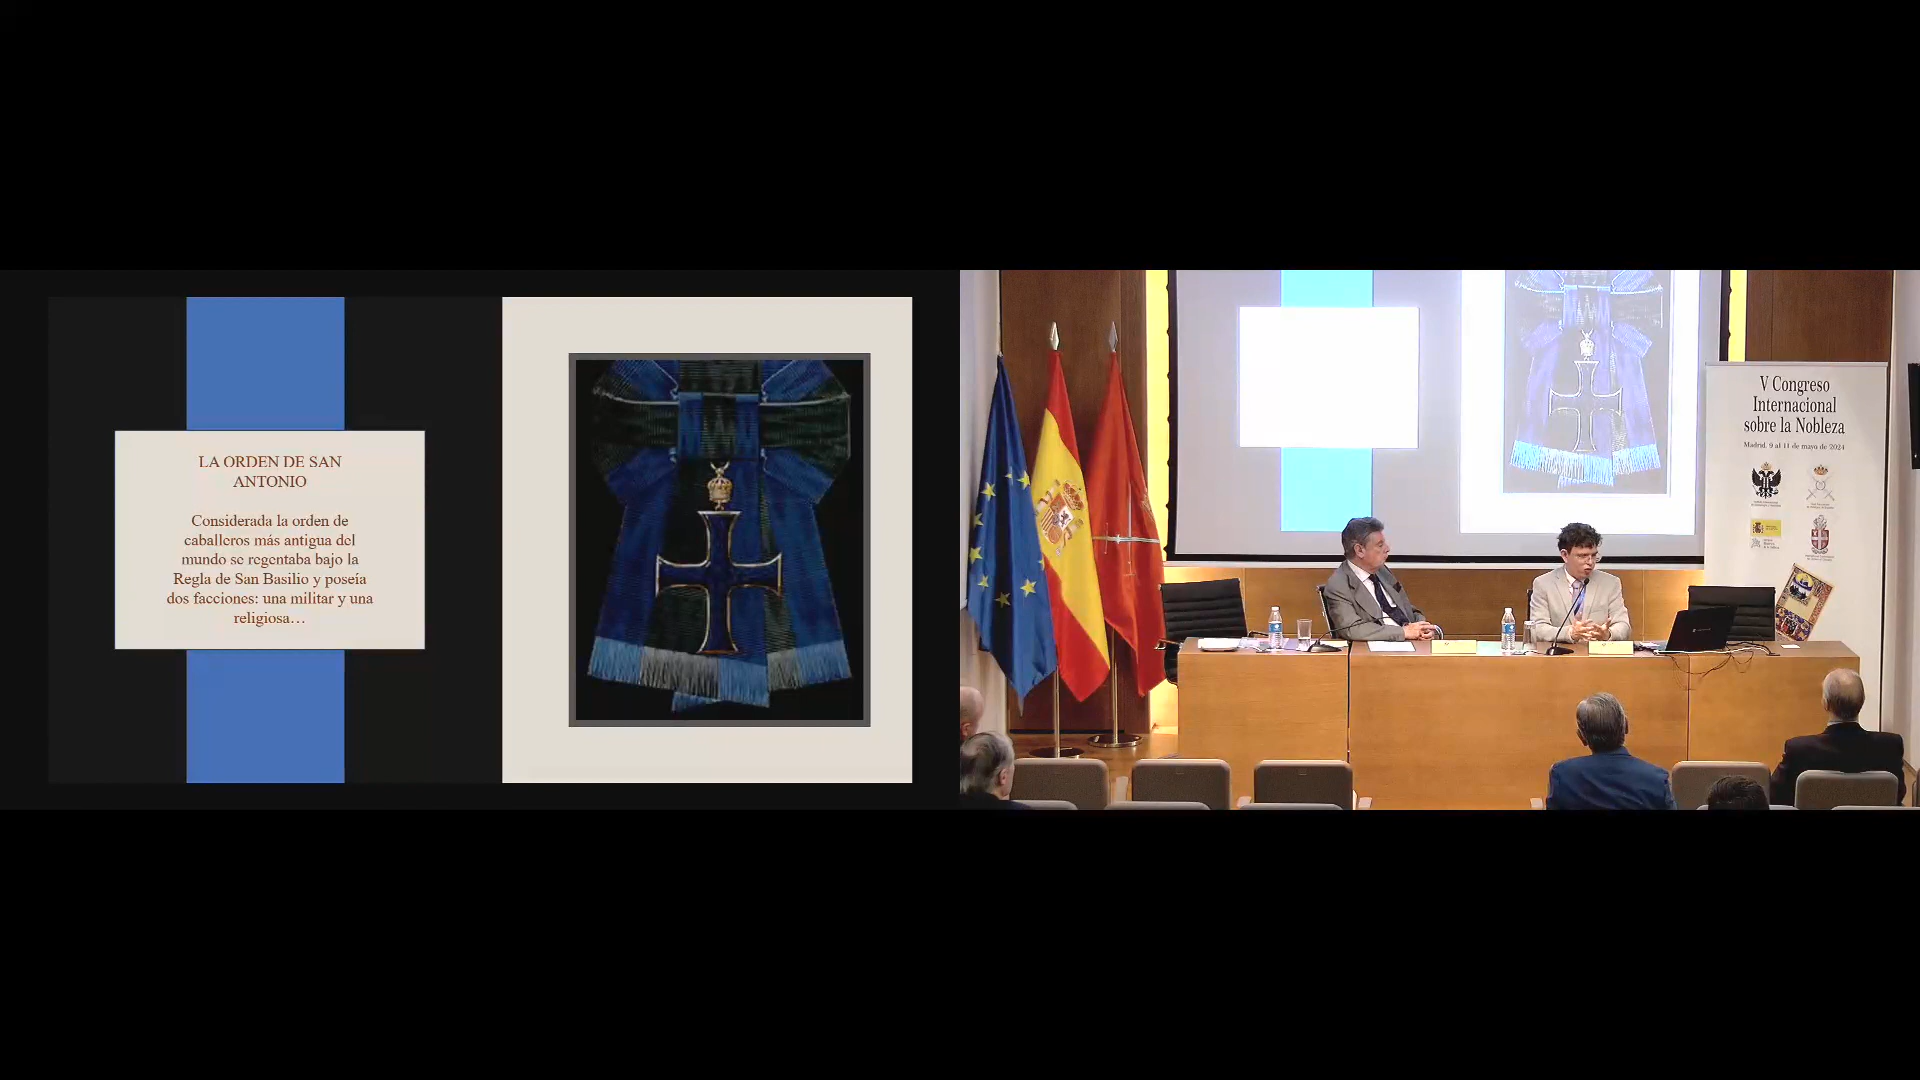 LA ORDEN DE SAN
ANTONIO
Considerada la orden de
caballeros más antigua del
mundo se regentaba bajo la
Regla de San Basilio y poseía
dos facciones: una militar y una
religiosa…
V Congreso
Internacional
sobre la Nobleza
Madrid, 9 al 11 de mayo de 2024